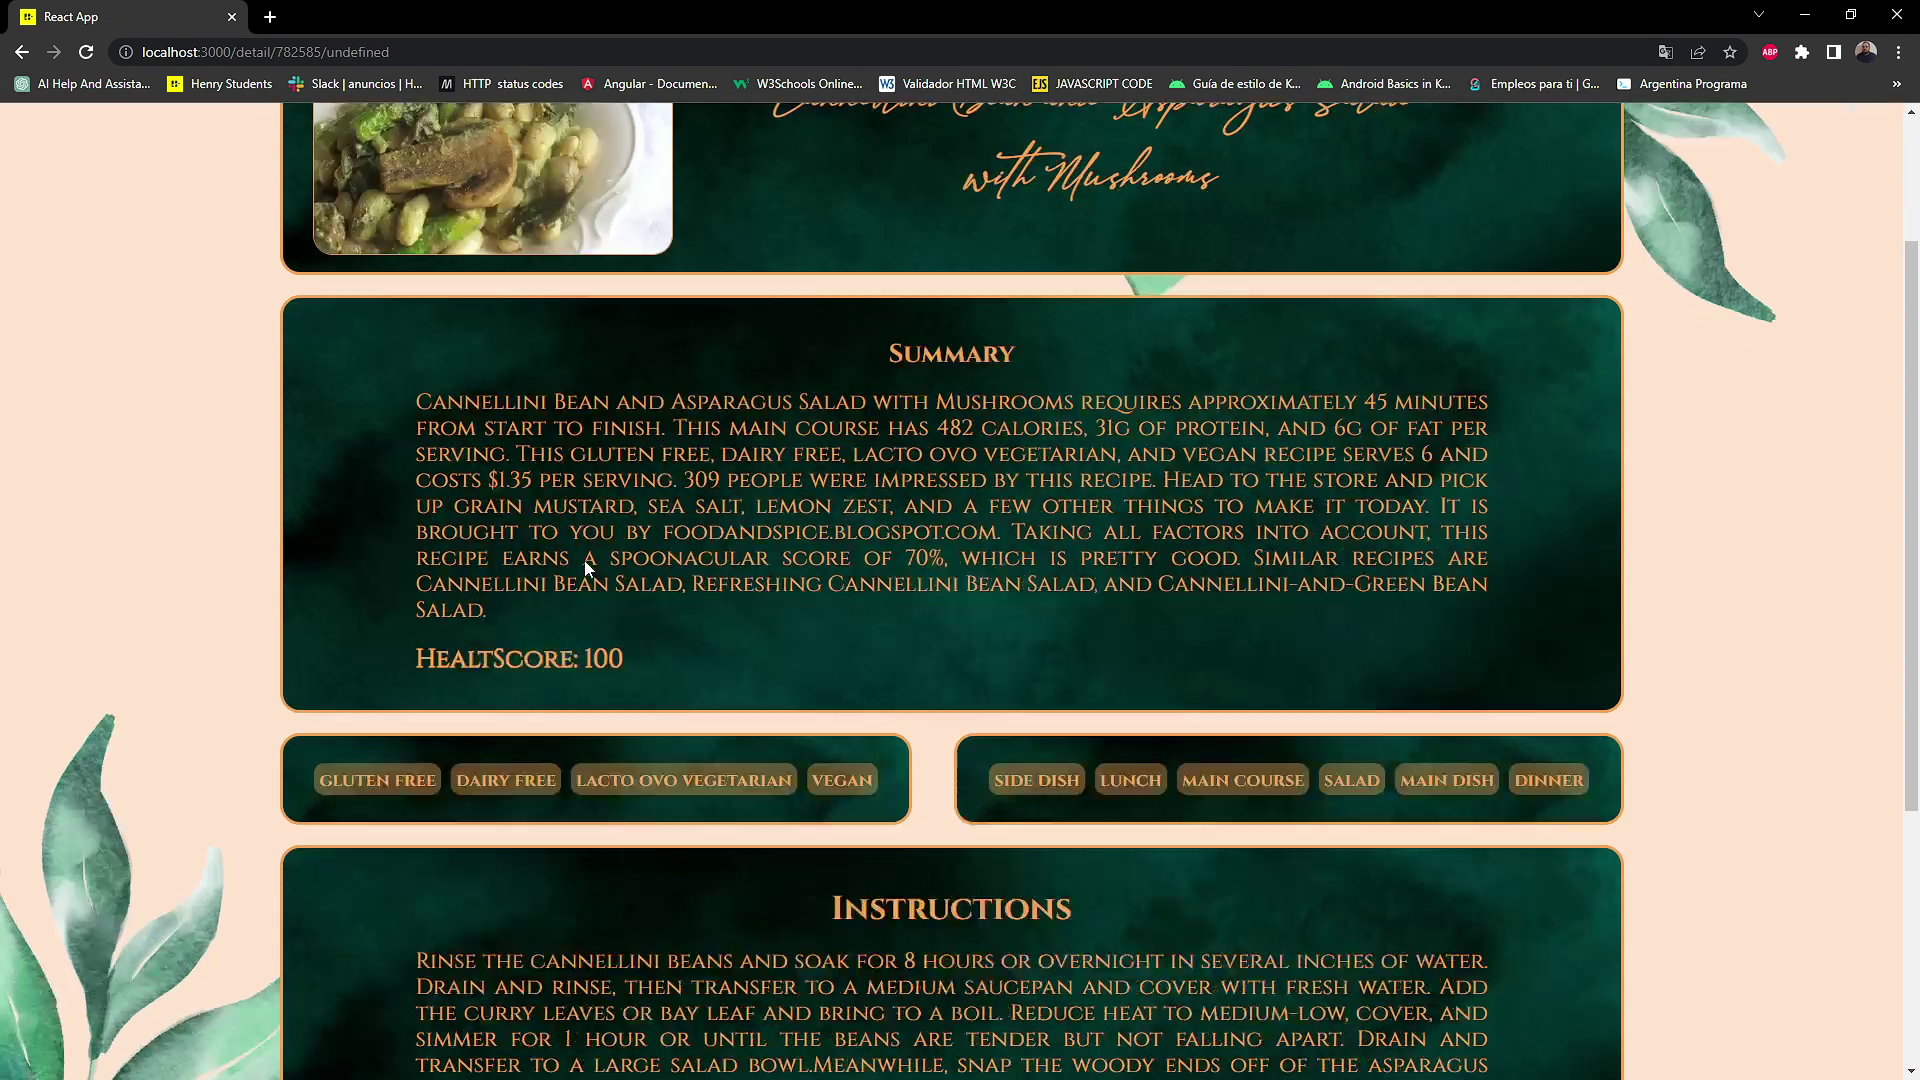 React App
localhost:3000/detail/782585/undefined
ABP
AI Help And Assista...
Henry Students
Slack | anuncios | H...
HTTP status codes
Angular - Documen...
W3Schools Online...
Validador HTML W3C
JAVASCRIPT CODE
Guía de estilo de K...
Android Basics in K...
Empleos para ti | G...
Argentina Programa
»
Cannellini Bean and Asparagus Salad
with Mushrooms
Summary
Cannellini Bean and Asparagus Salad with Mushrooms requires approximately 45 minutes
from start to finish. This main course has 482 calories, 31g of protein, and 6g of fat per
serving. This gluten free, dairy free, lacto ovo vegetarian, and vegan recipe serves 6 and
costs $1.35 per serving. 309 people were impressed by this recipe. Head to the store and pick
up grain mustard, sea salt, lemon zest, and a few other things to make it today. It is
brought to you by foodandspice.blogspot.com. Taking all factors into account, this
recipe earns a spoonacular score of 70%, which is pretty good. Similar recipes are
Cannellini Bean Salad, Refreshing Cannellini Bean Salad, and Cannellini-and-Green Bean
Salad.
HealtScore: 100
gluten free
dairy free
lacto ovo vegetarian
vegan
side dish
lunch
main course
salad
main dish
dinner
Instructions
Rinse the cannellini beans and soak for 8 hours or overnight in several inches of water.
Drain and rinse, then transfer to a medium saucepan and cover with fresh water. Add
the curry leaves or bay leaf and bring to a boil. Reduce heat to medium-low, cover, and
simmer for 1 hour or until the beans are tender but not falling apart. Drain and
transfer to a large salad bowl.Meanwhile, snap the woody ends off of the asparagus